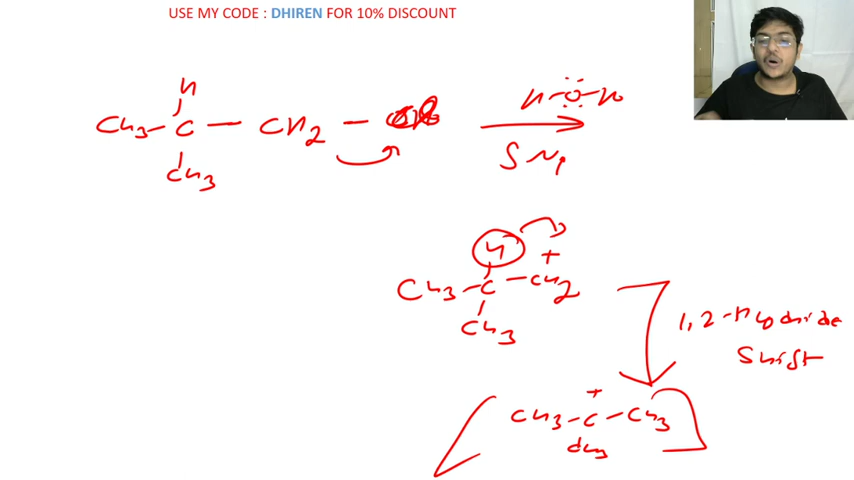 USE MY CODE : DHIREN FOR 10% DISCOUNT
H
CH3 - C - CH2 -
CH3
H-O-H
SN1
H
+
CH3 - C - CH2
CH3
1,2-Hydride
Shift
+
CH3 - C - CH3
CH3